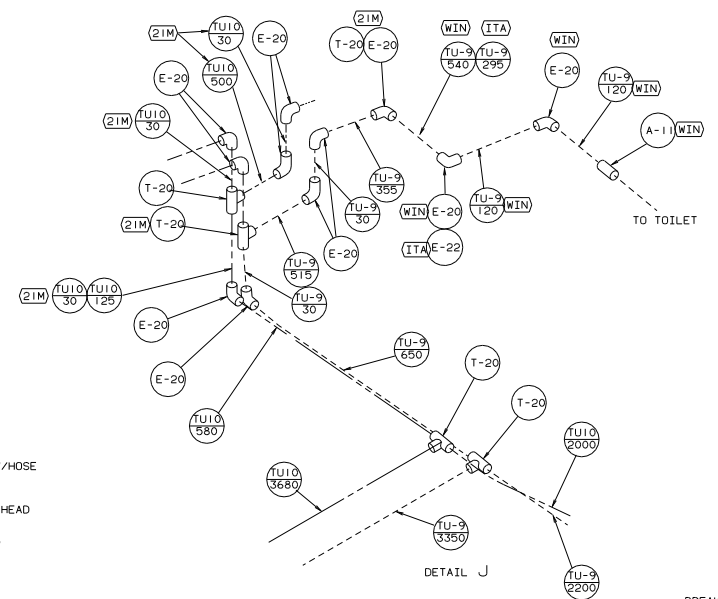 21M
TU10
30
E-20
21M
T-20
E-20
WIN
ITA
TU-9
540
TU-9
295
WIN
E-20
TU-9
120
WIN
A-11
WIN
TO TOILET
E-20
TU10
500
21M
TU10
30
T-20
21M
T-20
TU-9
355
TU-9
30
E-20
WIN
E-20
TU-9
120
WIN
ITA
E-22
TU-9
515
21M
TU10
30
TU10
125
TU-9
30
E-20
E-20
TU-9
650
T-20
TU10
580
T-20
/HOSE
TU10
2000
HEAD
TU10
3680
TU-9
3350
DETAIL J
TU-9
2200